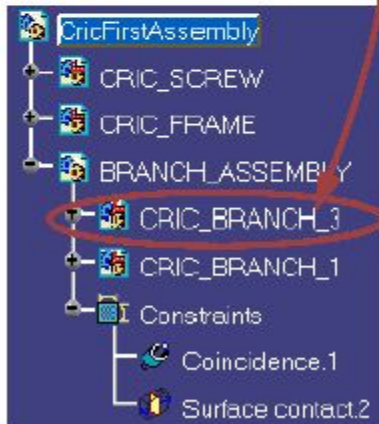 CricFirstAssembly
CRIC_SCREW
CRIC_FRAME
BRANCH_ASSEMBLY
CRIC_BRANCH_3
CRIC_BRANCH_1
Constraints
Coincidence.1
Surface contact.2